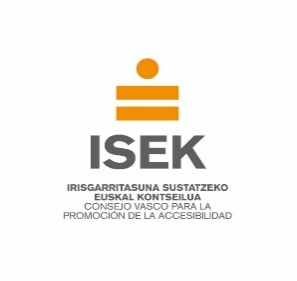 ISEK
IRISGARRITASUNA SUSTATZEKO
EUSKAL KONTSEILUA
CONSEJO VASCO PARA LA
PROMOCIÓN DE LA ACCESIBILIDAD